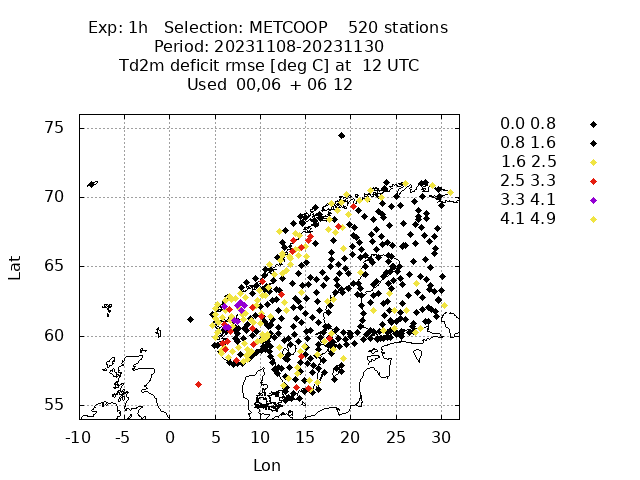 Exp: 1h   Selection: METCOOP    520 stations
Period: 20231108-20231130
Td2m deficit rmse [deg C] at  12 UTC
Used  00,06  + 06 12
0.0 0.8
0.8 1.6
1.6 2.5
2.5 3.3
3.3 4.1
4.1 4.9
Lat
75
70
65
60
55
-10 -5 0 5 10 15 20 25 30
Lon